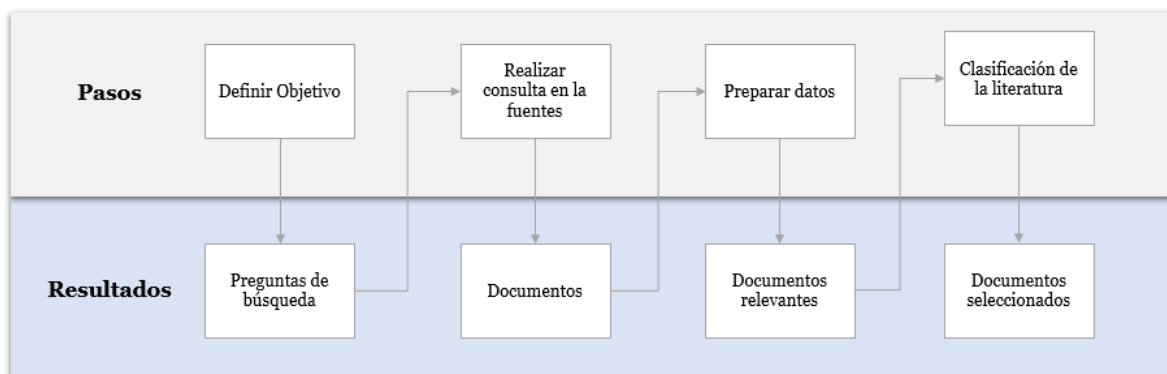 Pasos
Definir Objetivo
Realizar
consulta en la
fuentes
Preparar datos
Clasificación de
la literatura
Resultados
Preguntas de
búsqueda
Documentos
Documentos
relevantes
Documentos
seleccionados